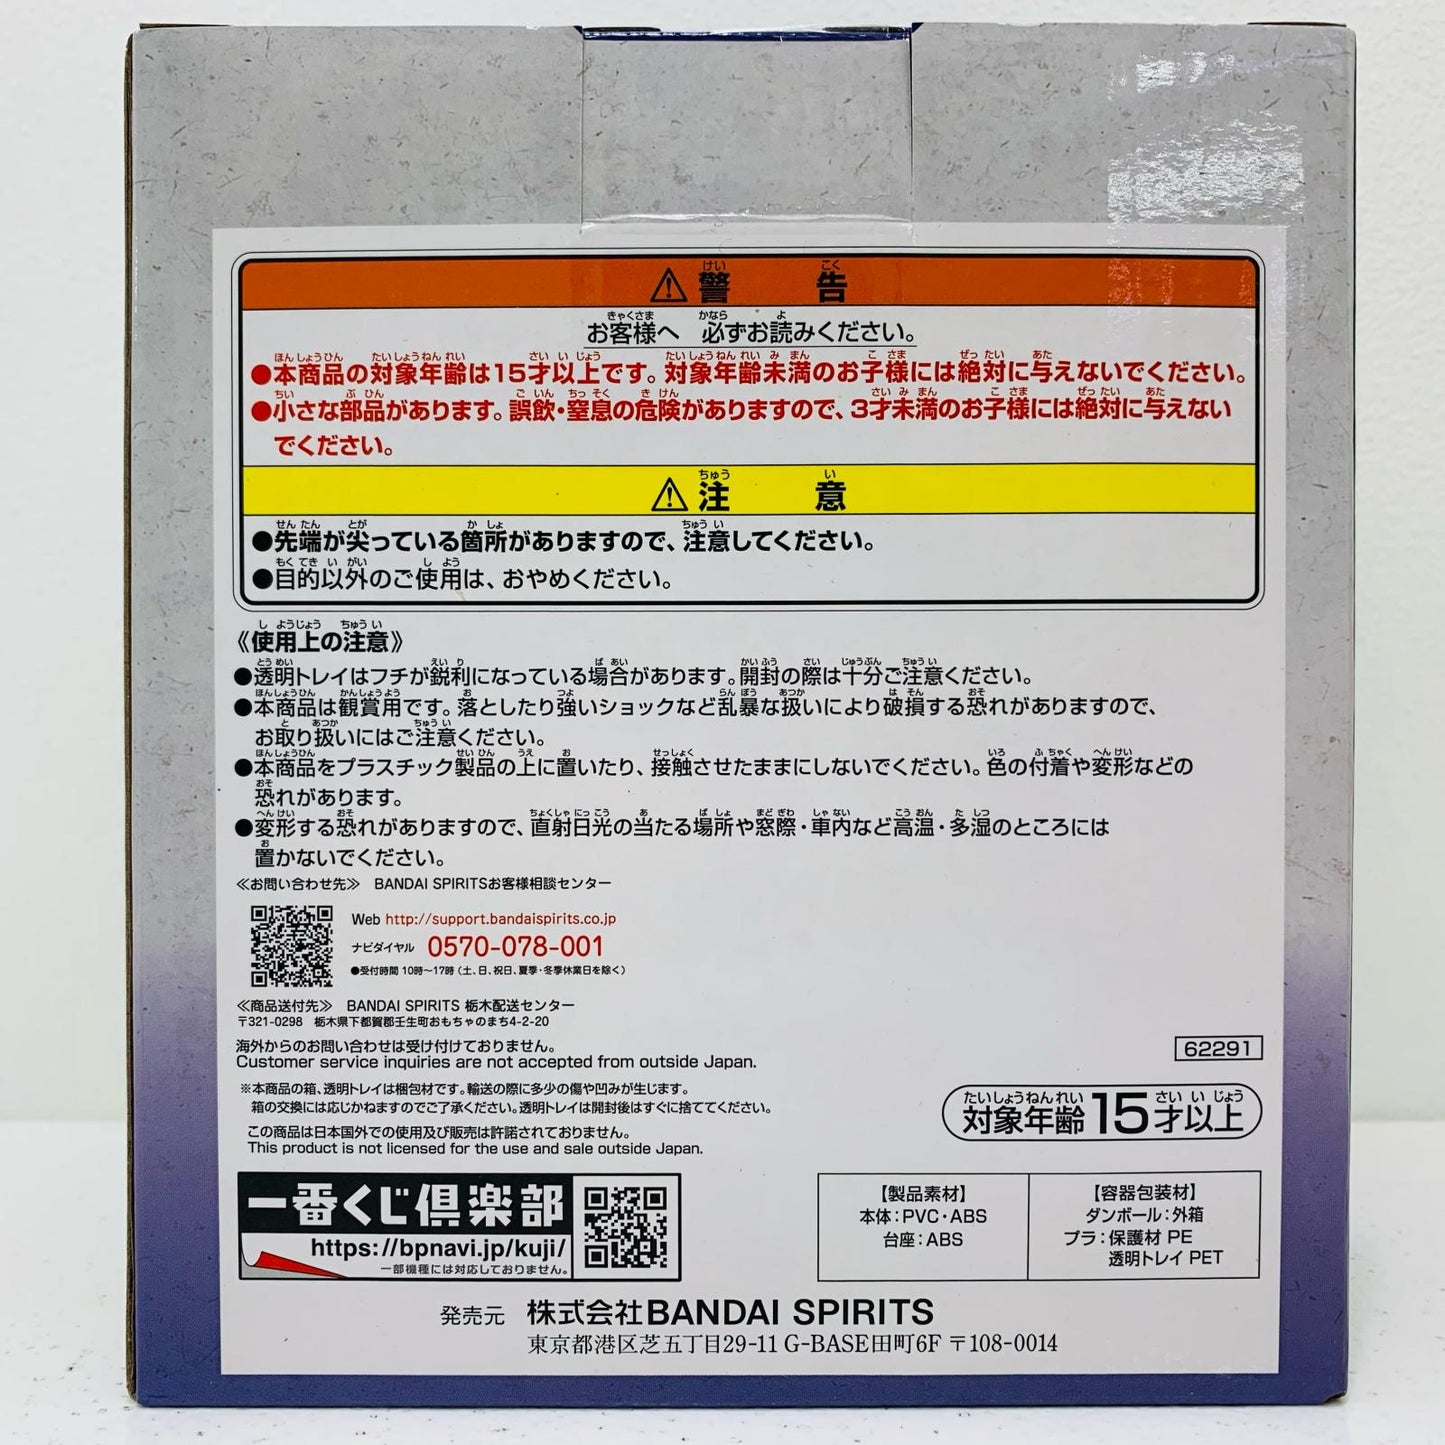 ⚠警告
お客様へ 必ずお読みください。
●本商品の対象年齢は15才以上です。対象年齢未満のお子様には絶対に与えないでください。
●小さな部品があります。誤飲・窒息の危険がありますので、3才未満のお子様には絶対に与えない
でください。
⚠注意
●先端が尖っている箇所がありますので、注意してください。
●目的以外のご使用は、おやめください。
《使用上の注意》
●透明トレイはフチが鋭利になっている場合があります。開封の際は十分ご注意ください。
●本商品は観賞用です。落としたり強いショックなど乱暴な扱いにより破損する恐れがありますので、
お取り扱いにはご注意ください。
●本商品をプラスチック製品の上に置いたり、接触させたままにしないでください。色の付着や変形などの
恐れがあります。
●変形する恐れがありますので、直射日光の当たる場所や窓際・車内など高温・多湿のところには
置かないでください。
≪お問い合わせ先≫ BANDAI SPIRITSお客様相談センター
Web http://support.bandaispirits.co.jp
ナビダイヤル 0570-078-001
●受付時間 10時〜17時(土、日、祝日、夏季・冬季休業日を除く)
≪商品送付先≫ BANDAI SPIRITS 栃木配送センター
〒321-0298 栃木県下都賀郡壬生町おもちゃのまち4-2-20
海外からのお問い合わせは受け付けておりません。
Customer service inquiries are not accepted from outside Japan.
62291
※本商品の箱、透明トレイは梱包材です。輸送の際に多少の傷や凹みが生じます。
箱の交換には応じかねますのでご了承ください。透明トレイは開封後はすぐに捨ててください。
対象年齢15才以上
この商品は日本国外での使用及び販売は許諾されておりません。
This product is not licensed for the use and sale outside Japan.
一番くじ倶楽部
https://bpnavi.jp/kuji/
一部機種には対応しておりません。
【製品素材】
本体:PVC・ABS
台座:ABS
【容器包装材】
ダンボール:外箱
プラ:保護材 PE
透明トレイ PET
発売元 株式会社BANDAI SPIRITS
東京都港区芝五丁目29-11 G-BASE田町6F 〒108-0014